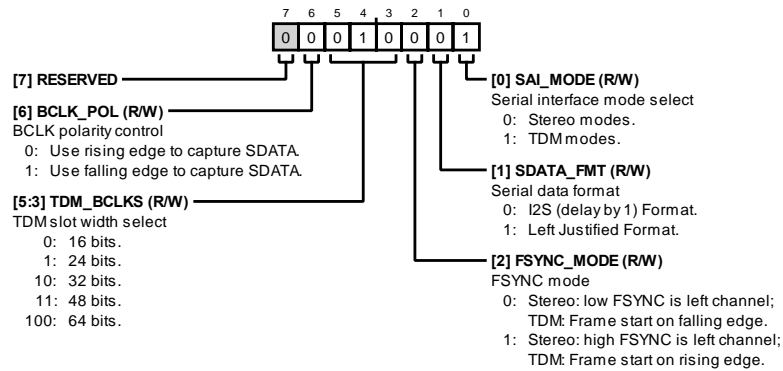 7 6 5 4 3 2 1 0
0 0 0 1 0 0 0 1
[7] RESERVED
[6] BCLK_POL (R/W)
BCLK polarity control
0: Use rising edge to capture SDATA.
1: Use falling edge to capture SDATA.
[5:3] TDM_BCLKS (R/W)
TDM slot width select
0: 16 bits.
1: 24 bits.
10: 32 bits.
11: 48 bits.
100: 64 bits.
[0] SAI_MODE (R/W)
Serial interface mode select
0: Stereo modes.
1: TDM modes.
[1] SDATA_FMT (R/W)
Serial data format
0: I2S (delay by 1) Format.
1: Left Justified Format.
[2] FSYNC_MODE (R/W)
FSYNC mode
0: Stereo: low FSYNC is left channel;
TDM: Frame start on falling edge.
1: Stereo: high FSYNC is left channel;
TDM: Frame start on rising edge.